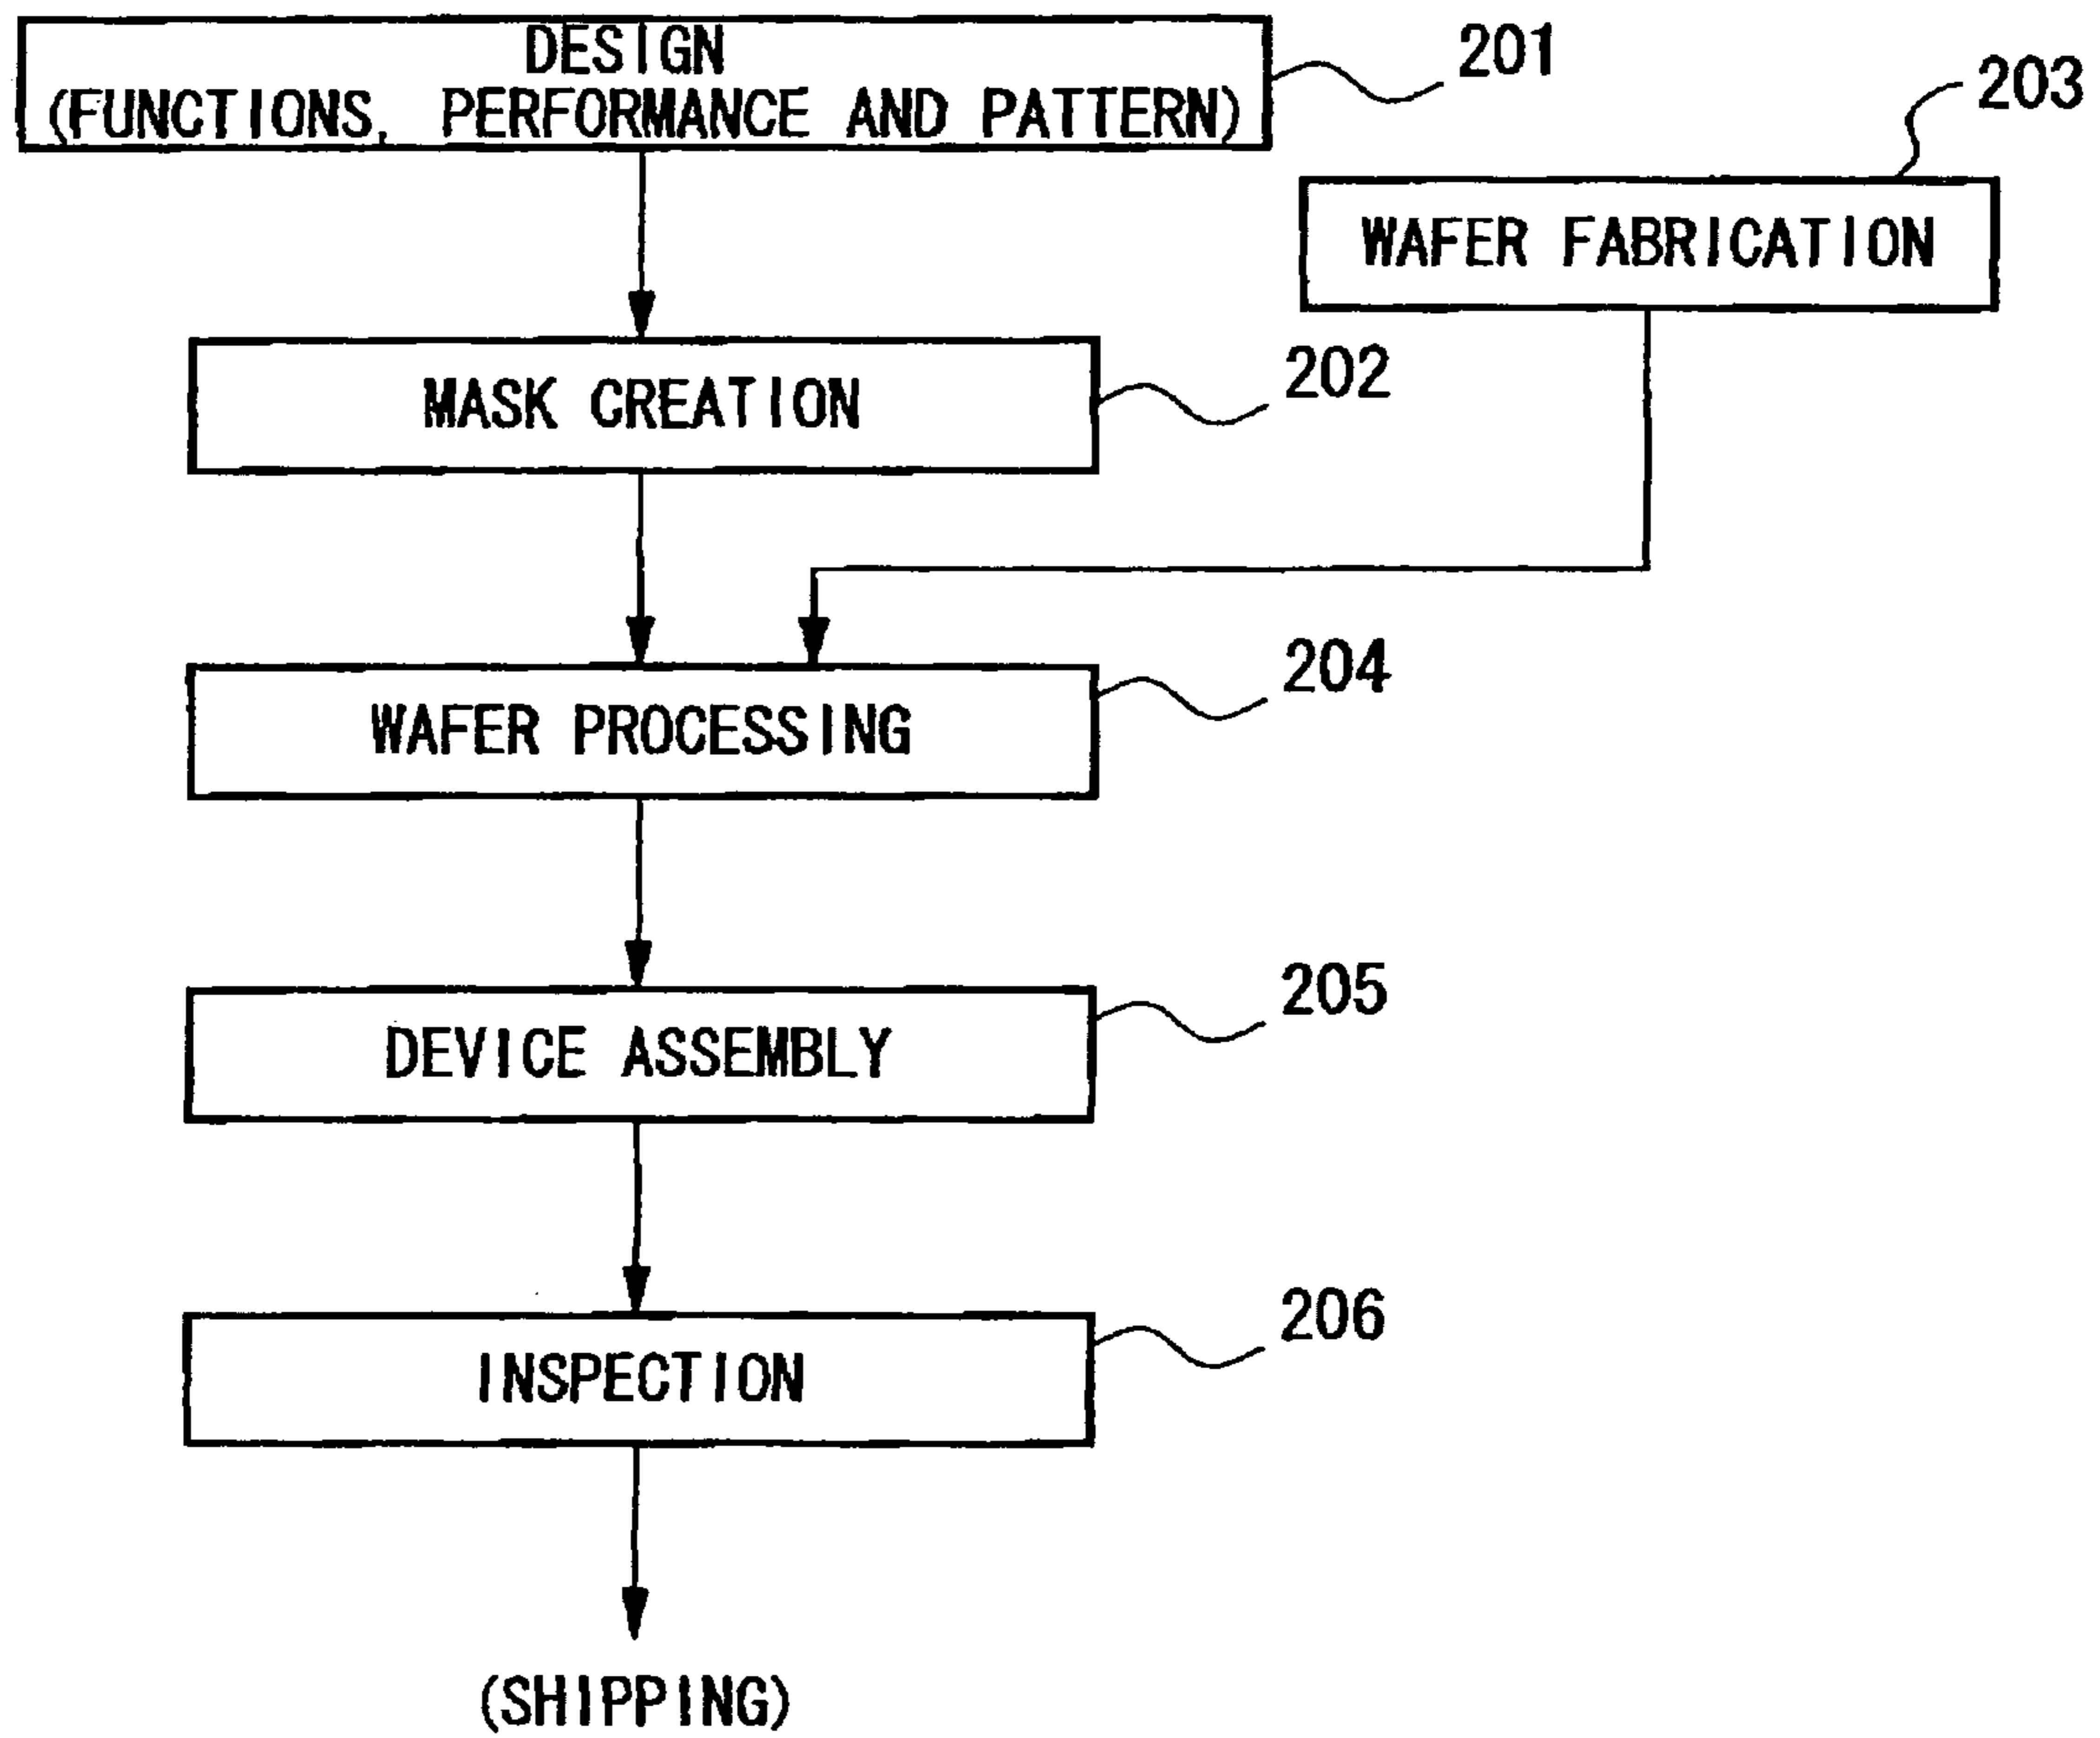 DESIGN
(FUNCTIONS, PERFORMANCE AND PATTERN)
201
203
WAFER FABRICATION
MASK CREATION
202
WAFER PROCESSING
204
DEVICE ASSEMBLY
205
INSPECTION
206
(SHIPPING)